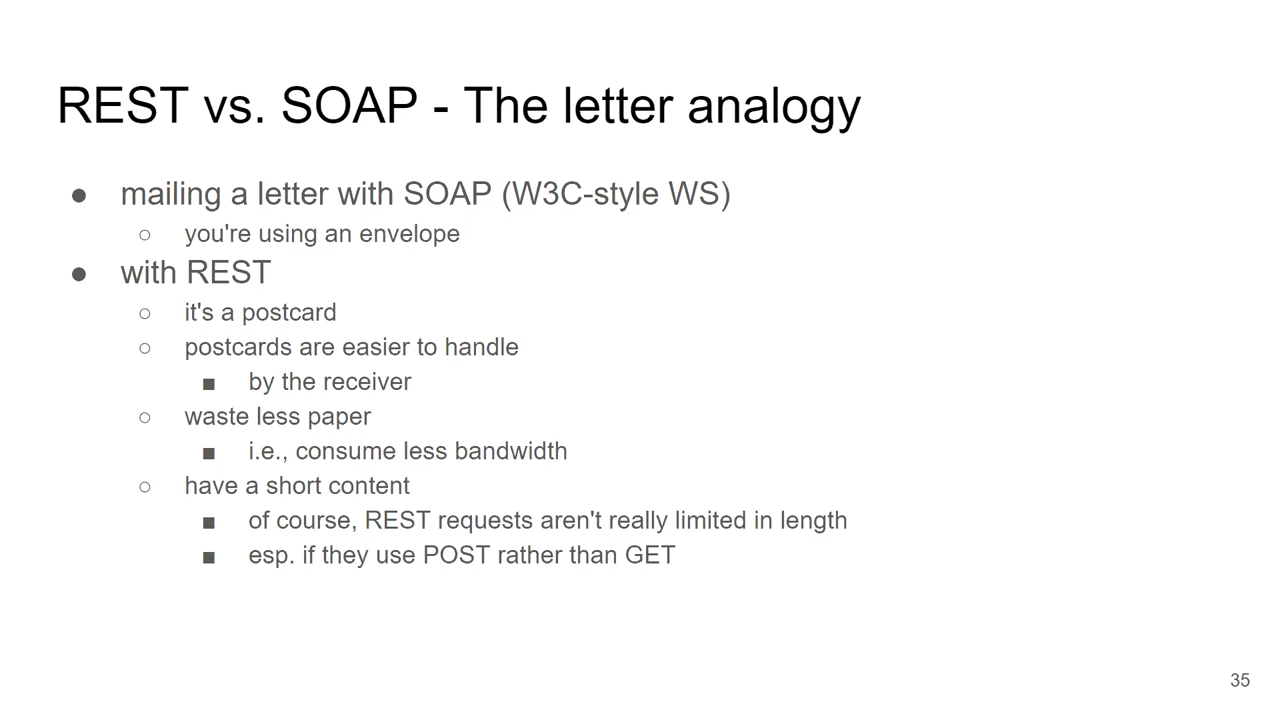 REST vs. SOAP - The letter analogy
● mailing a letter with SOAP (W3C-style WS)
○ you're using an envelope
● with REST
○ it's a postcard
○ postcards are easier to handle
■ by the receiver
○ waste less paper
■ i.e., consume less bandwidth
○ have a short content
■ of course, REST requests aren't really limited in length
■ esp. if they use POST rather than GET
35